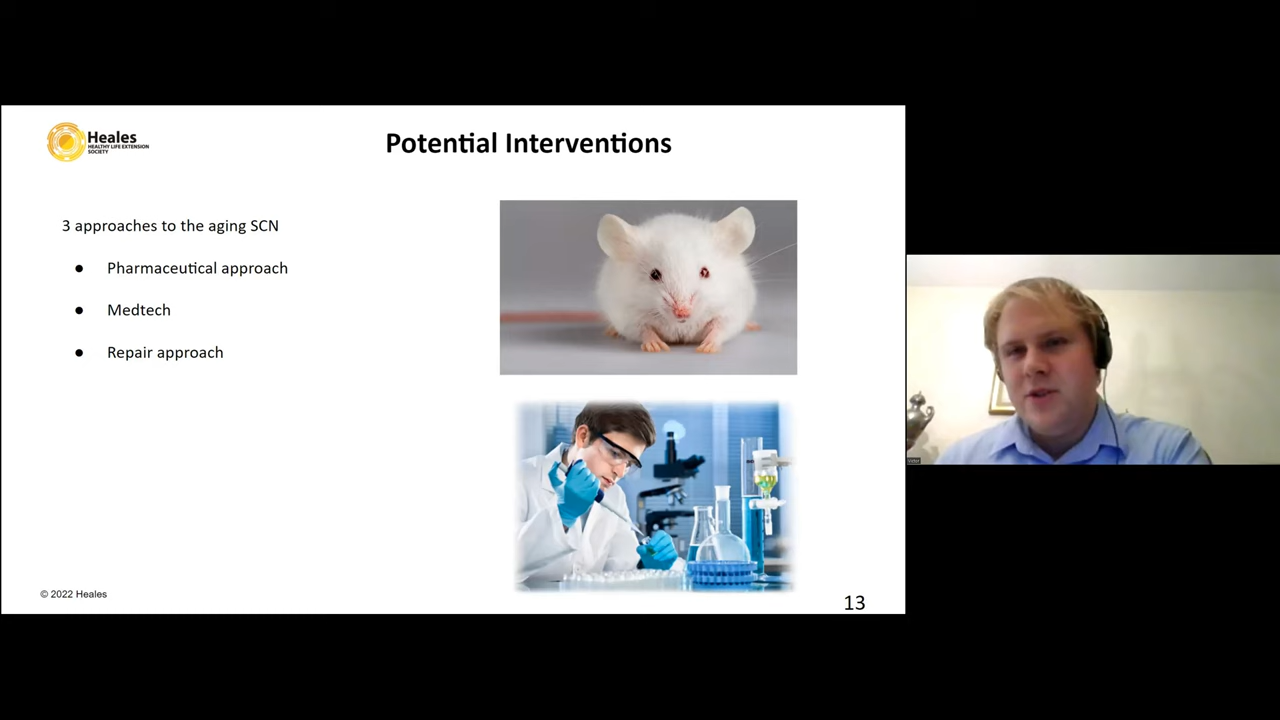 Heales
HEALTHY LIFE EXTENSION
SOCIETY
Potential Interventions
3 approaches to the aging SCN
● Pharmaceutical approach
● Medtech
● Repair approach
© 2022 Heales
13